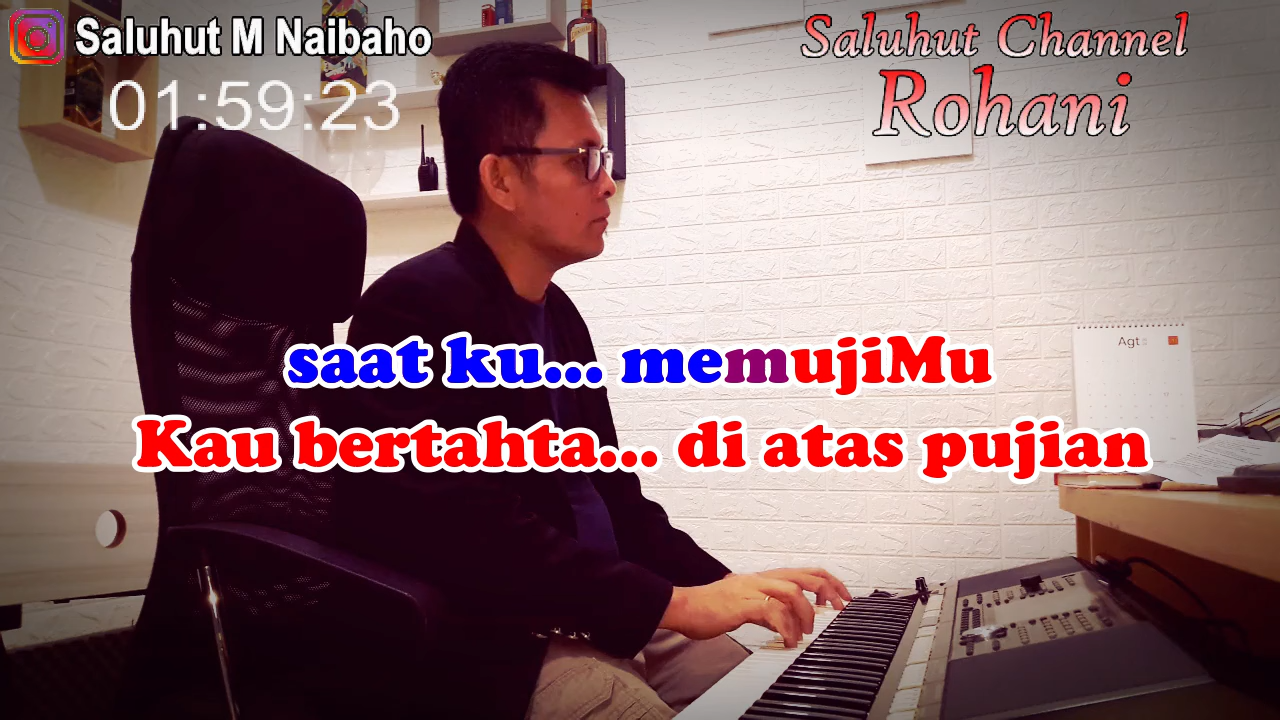 Saluhut M Naibaho
01:59:23
Saluhut Channel
Rohani
Agt
saat ku... memujiMu
Kau bertahta... di atas pujian